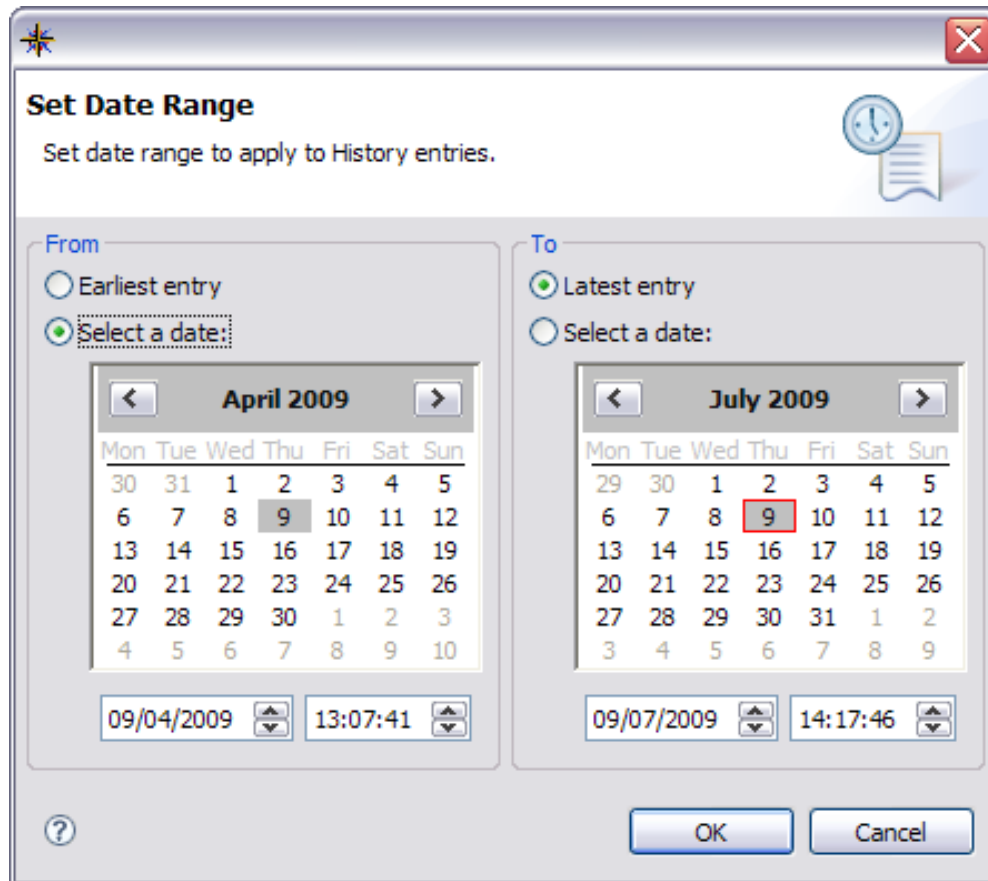 Set Date Range
Set date range to apply to History entries.
From
Earliest entry
Select a date:
April 2009
Mon Tue Wed Thu Fri Sat Sun
30 31 1 2 3 4 5
6 7 8 9 10 11 12
13 14 15 16 17 18 19
20 21 22 23 24 25 26
27 28 29 30 1 2 3
4 5 6 7 8 9 10
09/04/2009 13:07:41
To
Latest entry
Select a date:
July 2009
Mon Tue Wed Thu Fri Sat Sun
29 30 1 2 3 4 5
6 7 8 9 10 11 12
13 14 15 16 17 18 19
20 21 22 23 24 25 26
27 28 29 30 31 1 2
3 4 5 6 7 8 9
09/07/2009 14:17:46
?
OK Cancel